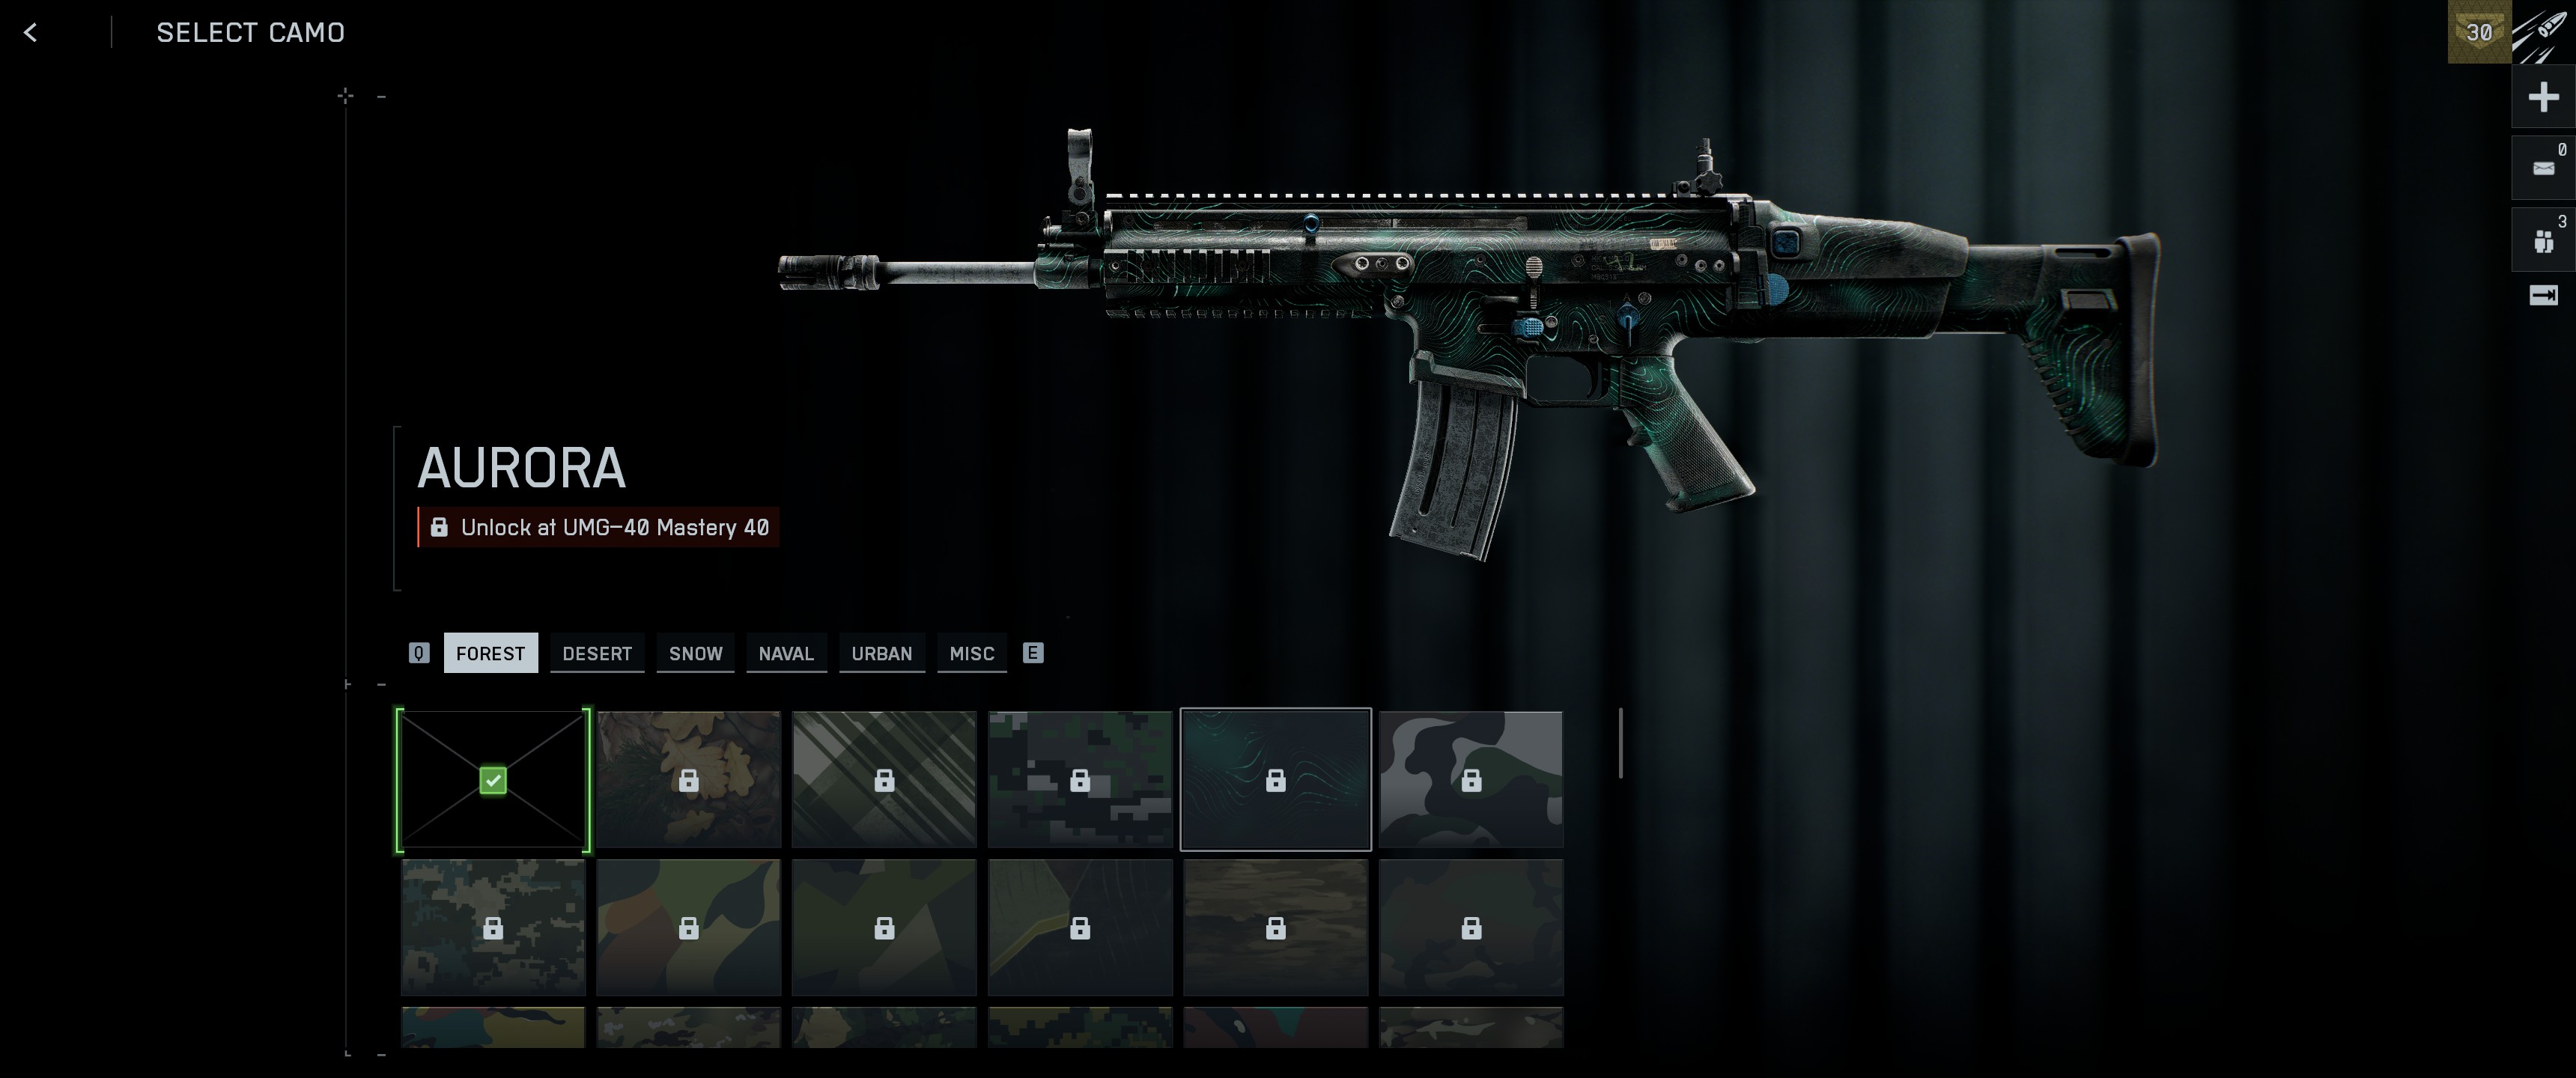 SELECT CAMO
30
0
3
AURORA
Unlock at UMG-40 Mastery 40
Q FOREST DESERT SNOW NAVAL URBAN MISC E